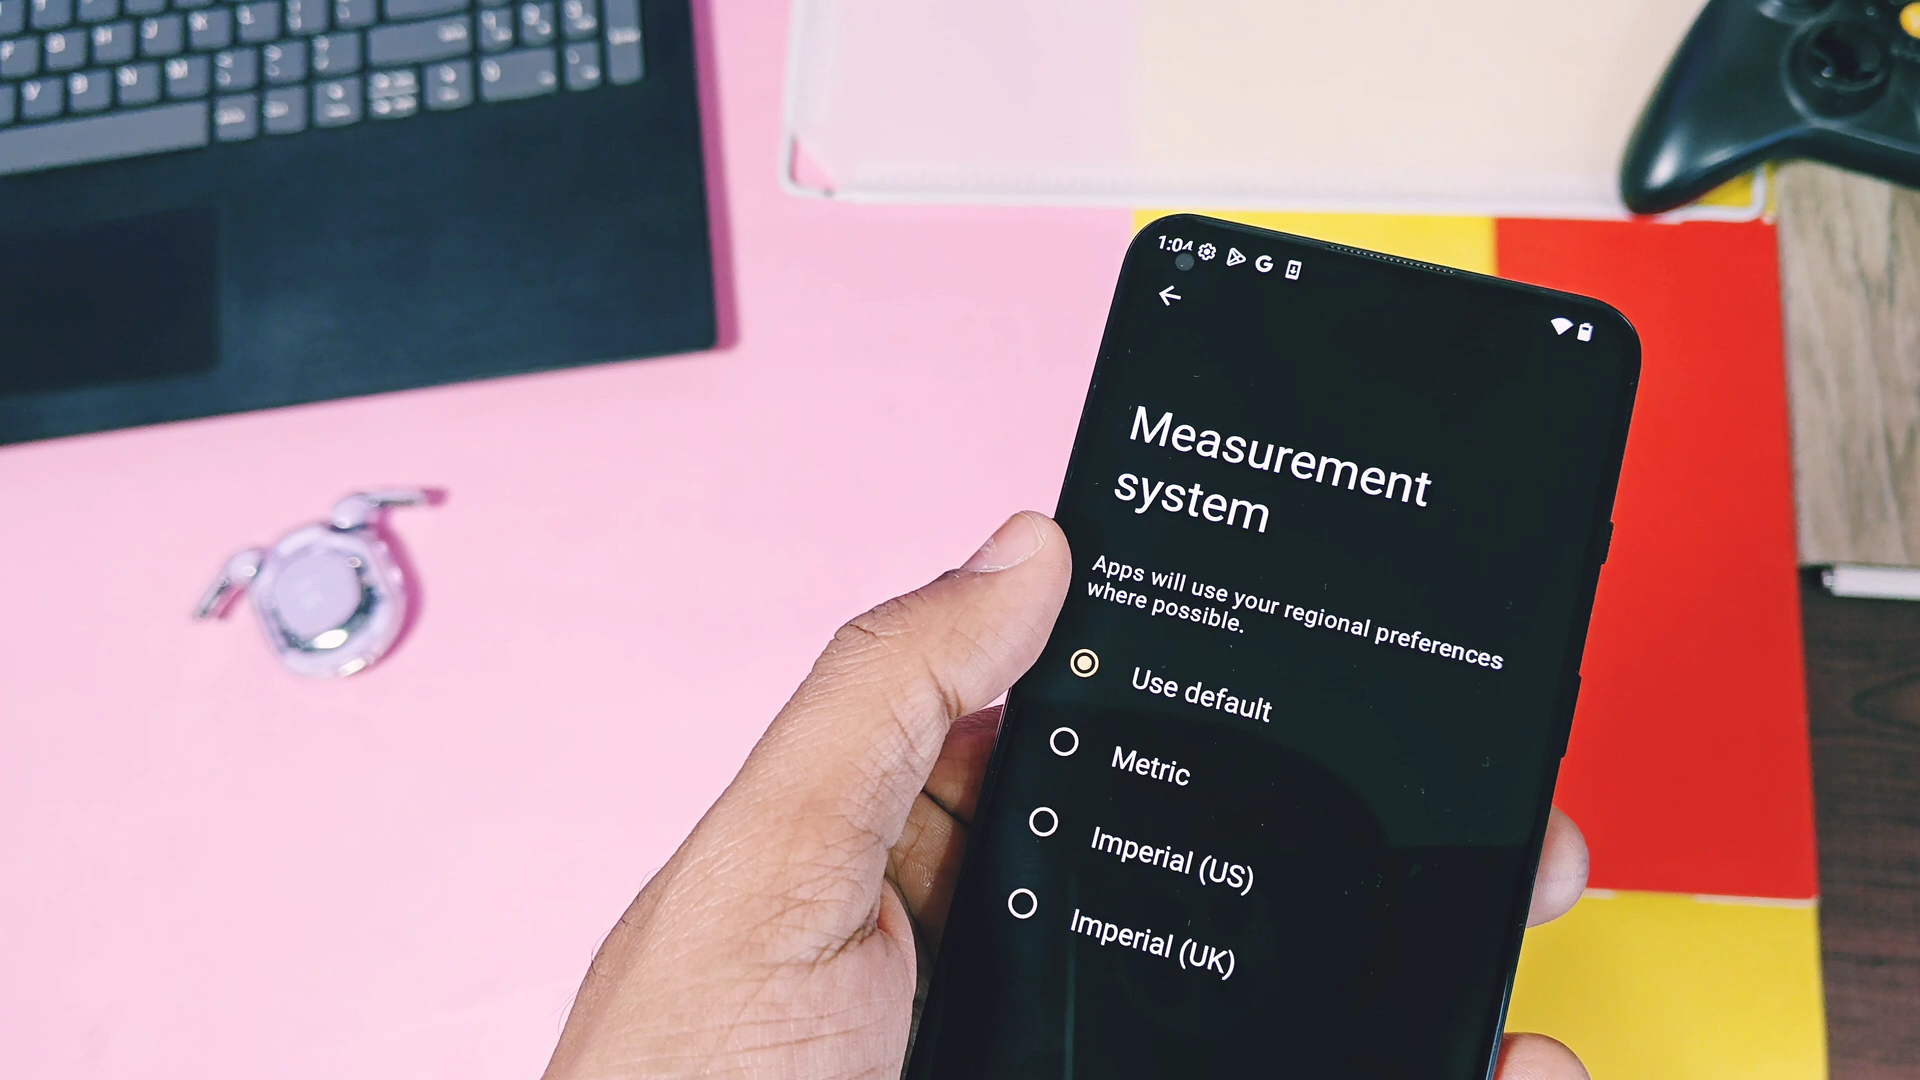 1:04
Measurement
system
Apps will use your regional preferences
where possible.
Use default
Metric
Imperial (US)
Imperial (UK)